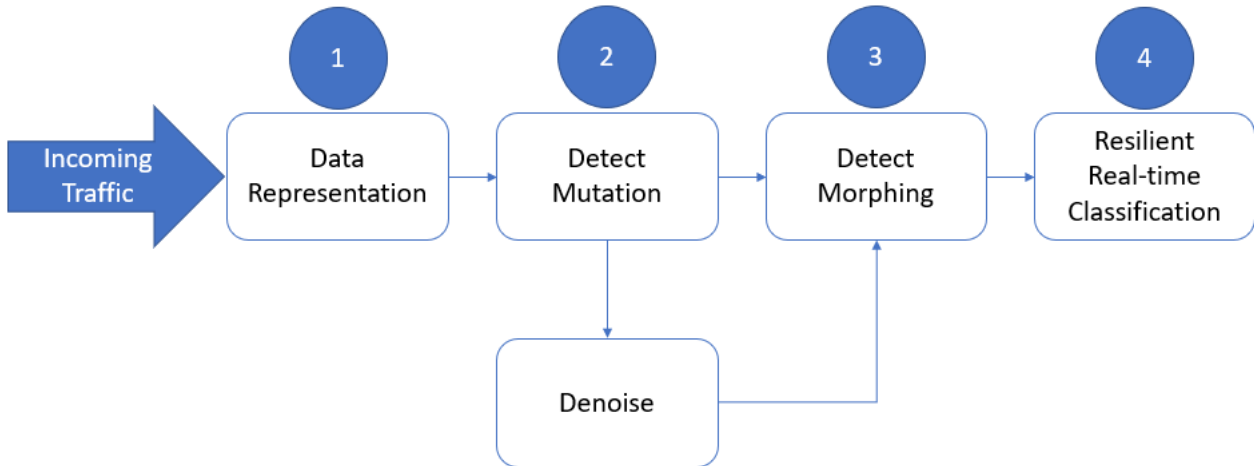 1
2
3
4
Incoming
Traffic
Data
Representation
Detect
Mutation
Detect
Morphing
Resilient
Real-time
Classification
Denoise